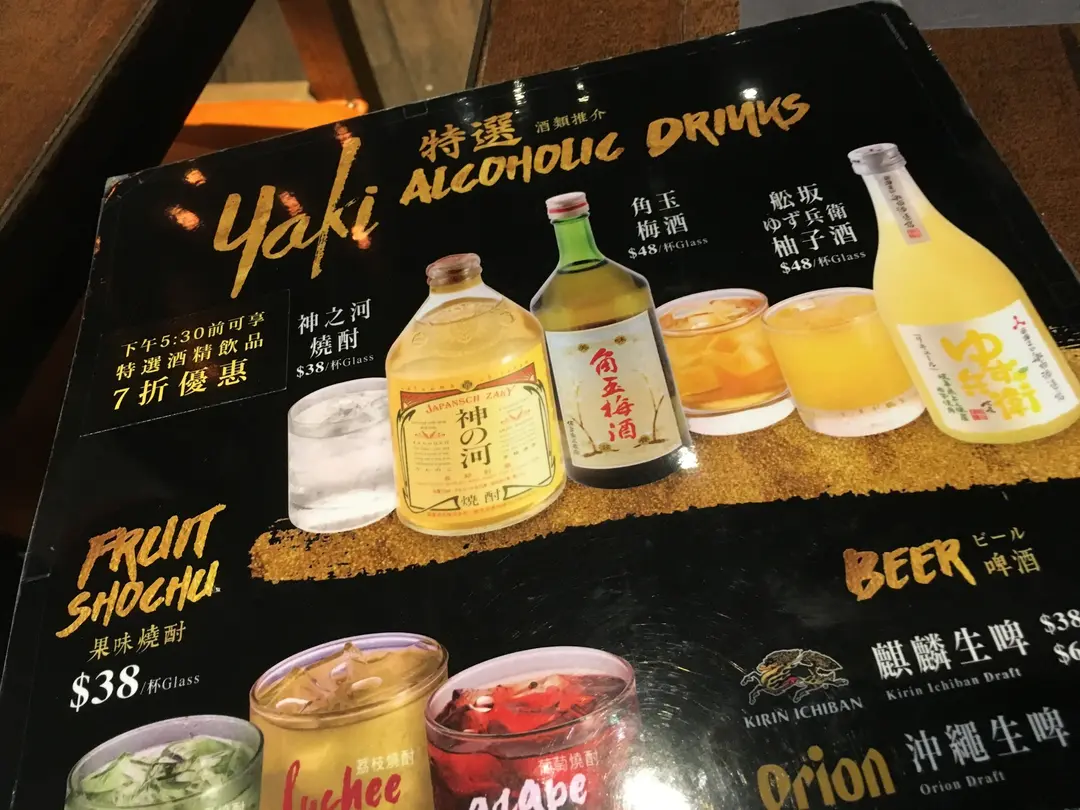 特選 酒類推介
Yaki ALCOHOLIC DRINKS
下午5:30前可享
特選酒精飲品
7折優惠
神之河
燒酎
$38/杯Glass
JAPANSCH ZART
神の河
焼酎
角玉
梅酒
$48/杯Glass
角玉梅酒
舩坂
ゆず兵衛
柚子酒
$48/杯Glass
FRUIT
SHOCHU
果味燒酎
$38/杯Glass
荔枝燒酎
Lychee
葡萄燒酎
GRAPE
BEER ビール
啤酒
KIRIN ICHIBAN
麒麟生啤 $38
Kirin Ichiban Draft
Orion 沖繩生啤
Orion Draft